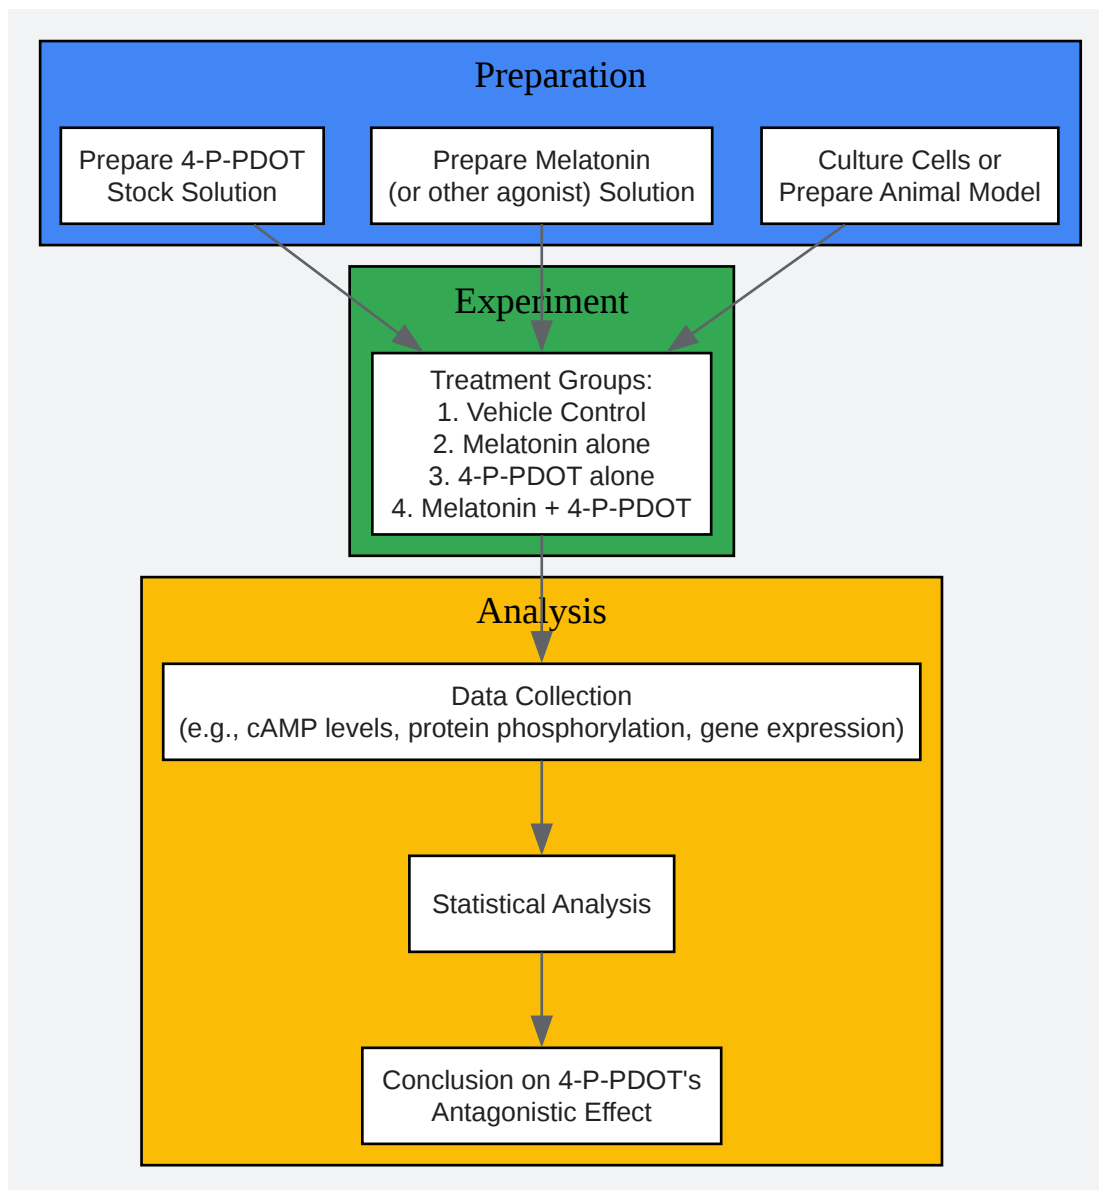 Preparation
Prepare 4-P-PDOT
Stock Solution
Prepare Melatonin
(or other agonist) Solution
Culture Cells or
Prepare Animal Model
Experiment
Treatment Groups:
1. Vehicle Control
2. Melatonin alone
3. 4-P-PDOT alone
4. Melatonin + 4-P-PDOT
Analysis
Data Collection
(e.g., cAMP levels, protein phosphorylation, gene expression)
Statistical Analysis
Conclusion on 4-P-PDOT's
Antagonistic Effect